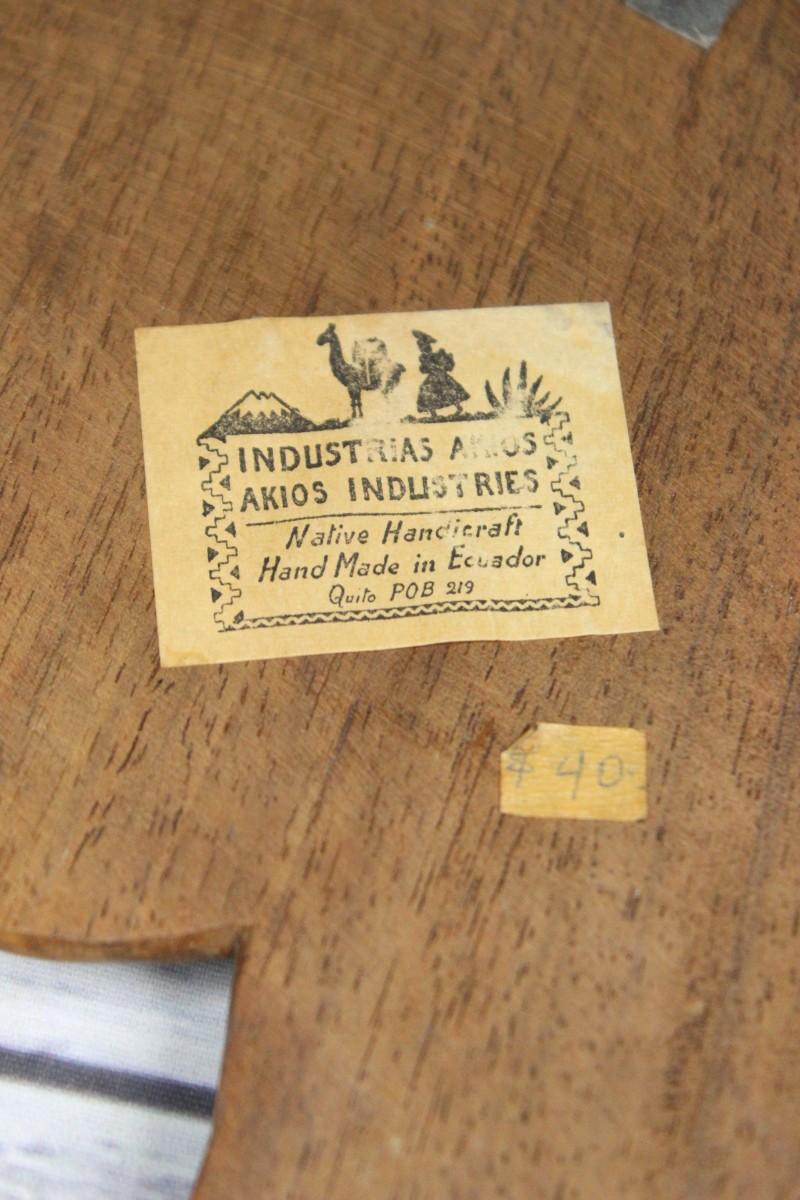 INDUSTRIAS AKIOS
AKIOS INDUSTRIES
Native Handicraft
Hand Made in Ecuador
Quito POB 219
$ 40-